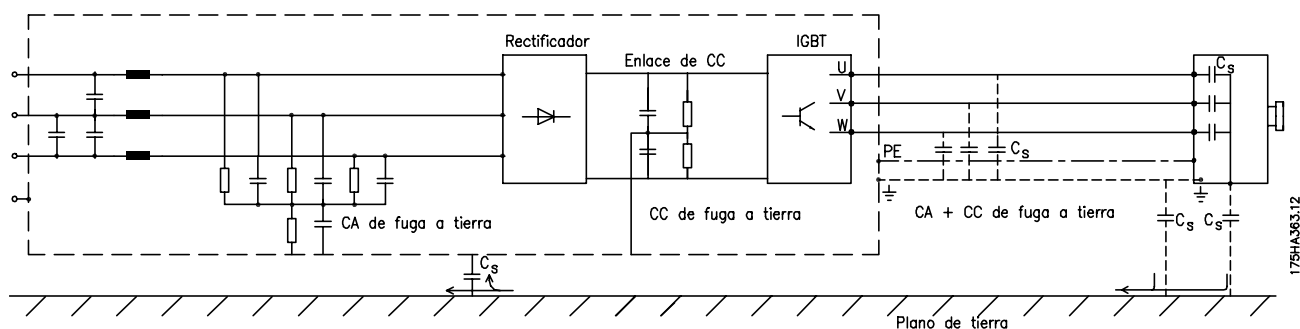 Rectificador
IGBT
Enlace de CC
U
V
W
PE
Cs
Cs
CA de fuga a tierra
CC de fuga a tierra
CA + CC de fuga a tierra
Cs
Cs
Cs
175HA363.12
Plano de tierra